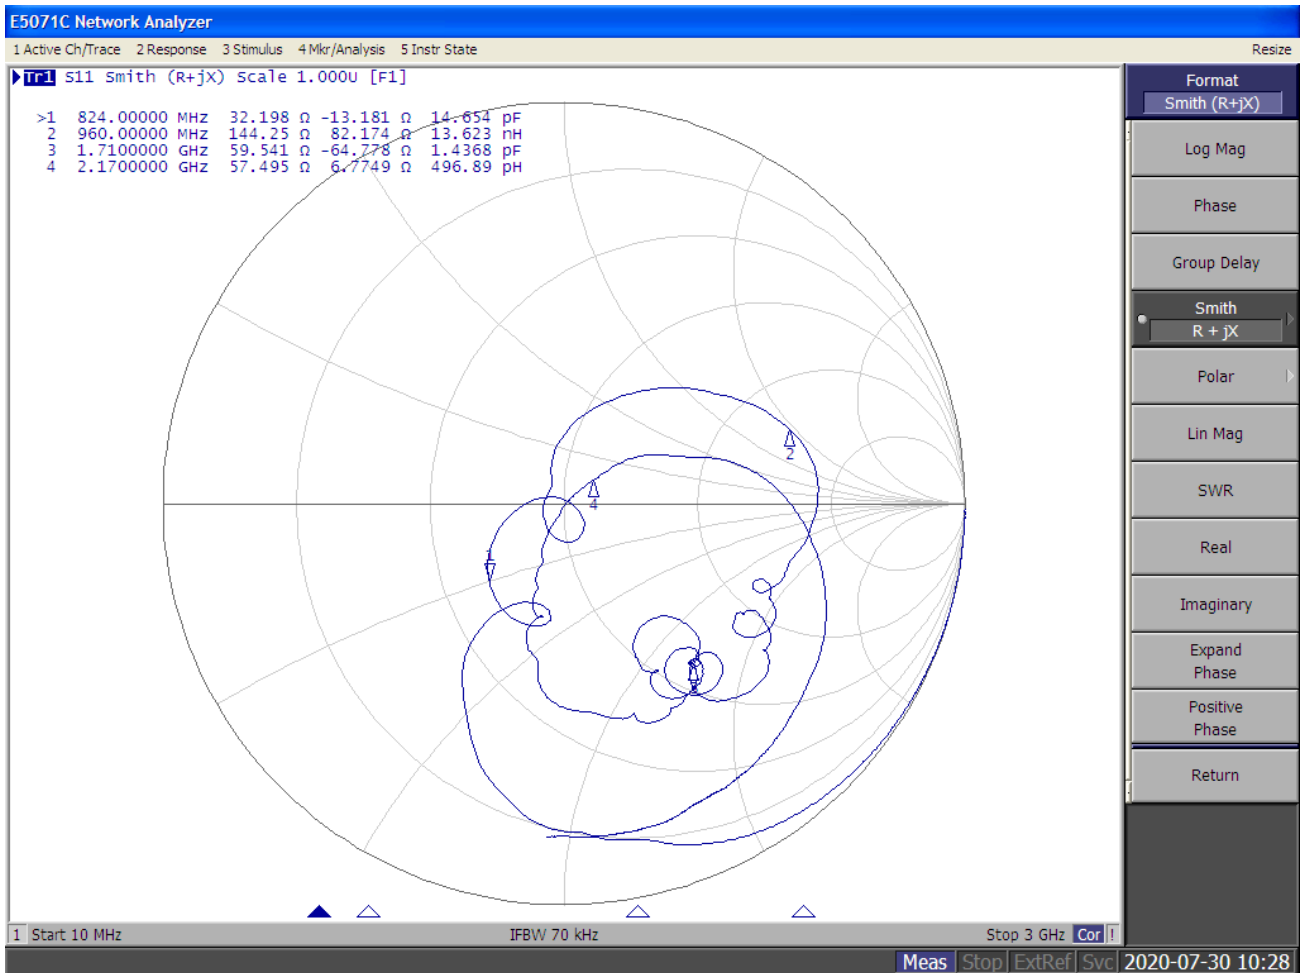 E5071C Network Analyzer
1 Active Ch/Trace 2 Response 3 Stimulus 4 Mkr/Analysis 5 Instr State Resize
Tr1 S11 Smith (R+jX) Scale 1.000U [F1]
>1 824.00000 MHz 32.198 Ω -13.181 Ω 14.654 pF
2 960.00000 MHz 144.25 Ω 82.174 Ω 13.623 nH
3 1.7100000 GHz 59.541 Ω -64.778 Ω 1.4368 pF
4 2.1700000 GHz 57.495 Ω 6.7749 Ω 496.89 pH
2
4
1
Format
Smith (R+jX)
Log Mag
Phase
Group Delay
Smith
R + jX
Polar
Lin Mag
SWR
Real
Imaginary
Expand
Phase
Positive
Phase
Return
1 Start 10 MHz IFBW 70 kHz Stop 3 GHz Cor !
Meas Stop ExtRef Svc 2020-07-30 10:28